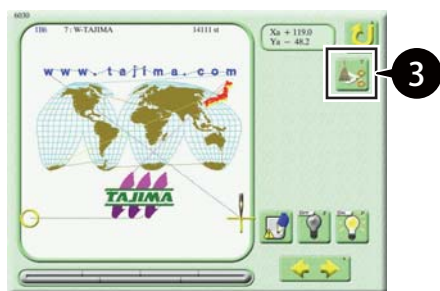 6030
1B6 7 : W-TAJIMA 14111 st
Xa + 119.0
Ya − 48.2
www.tajima.com
3
TAJIMA